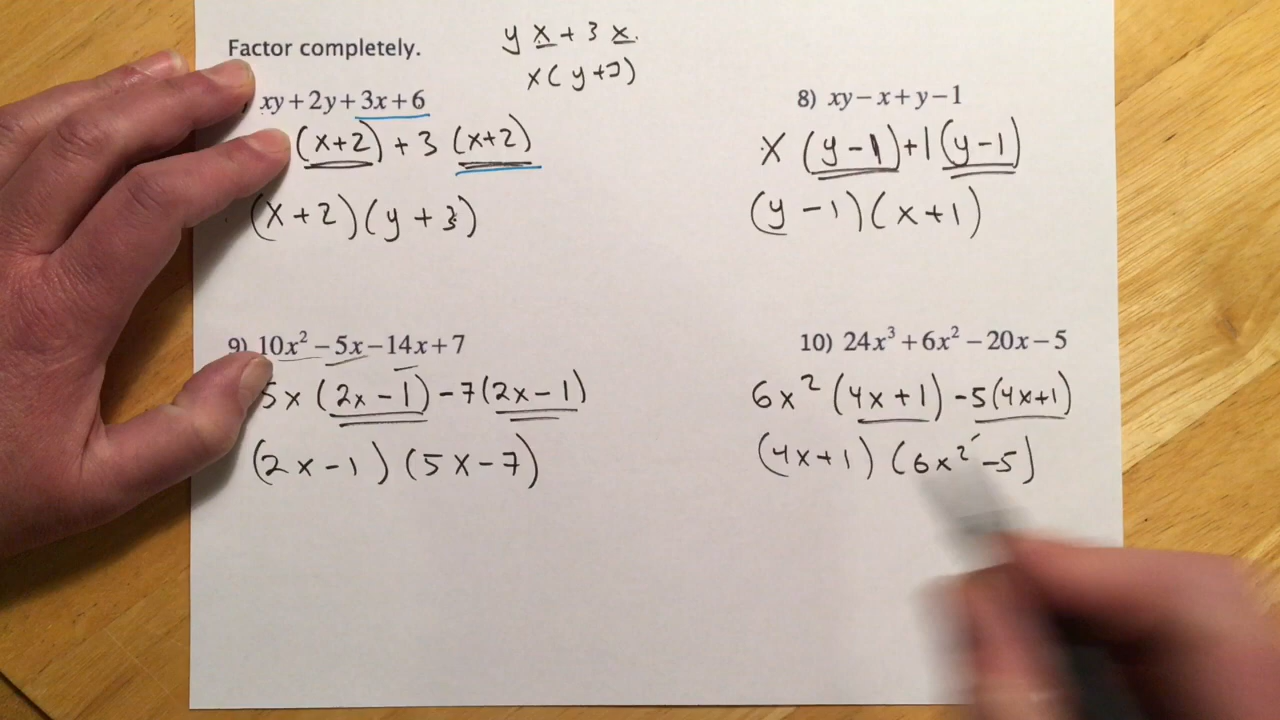 Factor completely.
y x + 3 x.
x( y+3)
xy+2y+3x+6
(x+2) + 3 (x+2)
(x+2)(y+3)
8) xy−x+y−1
x (y-1)+1(y-1)
(y-1)(x+1)
9) 10x²−5x−14x+7
5x (2x-1) -7(2x-1)
(2x-1) (5x-7)
10) 24x³+6x²−20x−5
6x² (4x+1) -5(4x+1)
(4x+1) (6x²-5)